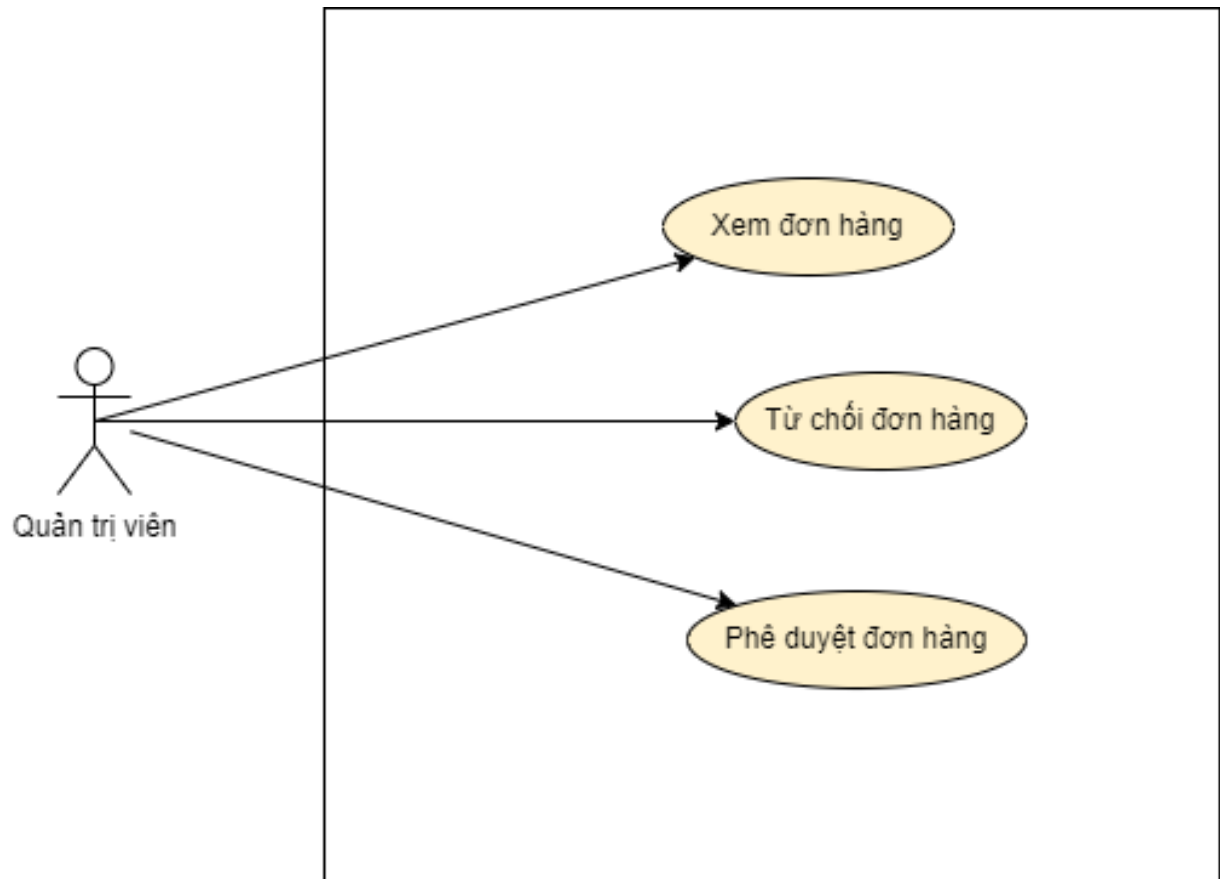 Xem đơn hàng
Từ chối đơn hàng
Quản trị viên
Phê duyệt đơn hàng